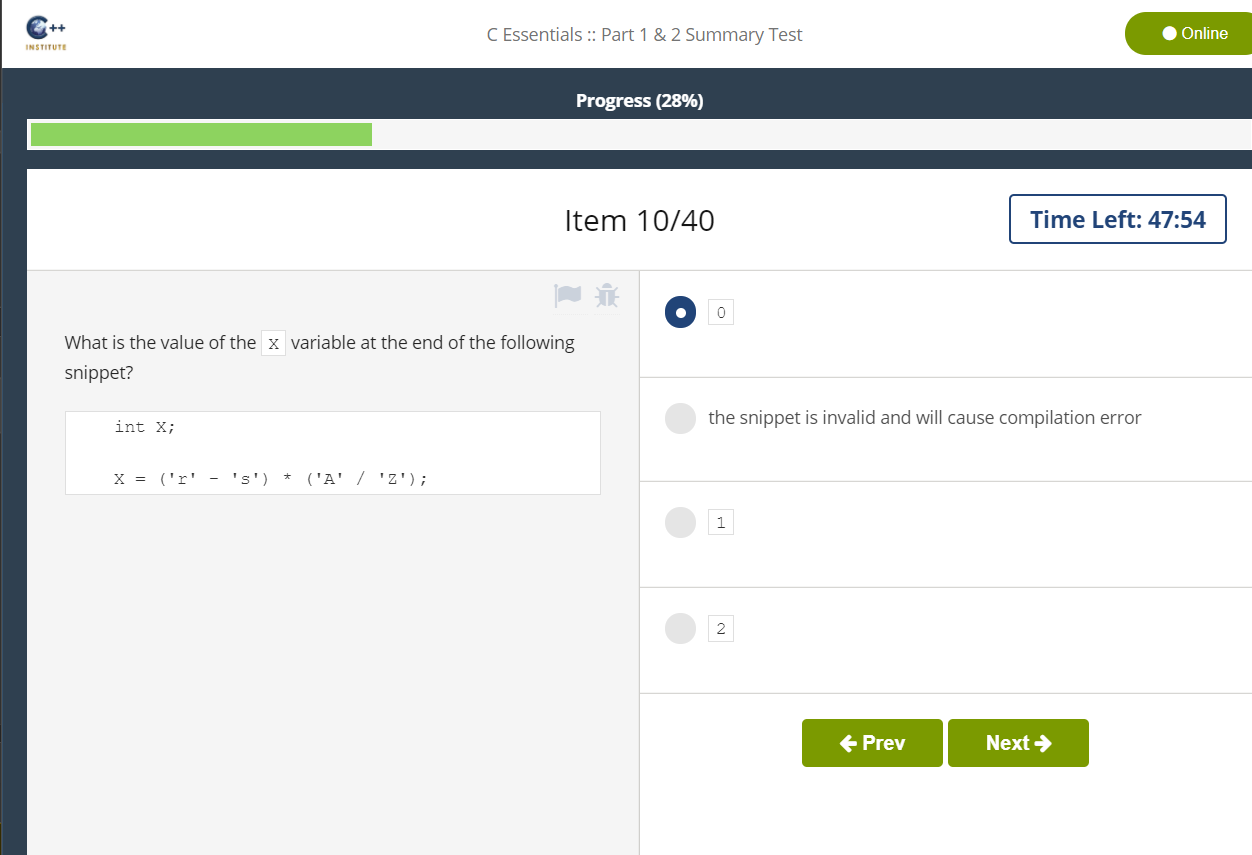 C++
INSTITUTE
C Essentials :: Part 1 & 2 Summary Test
Online
Progress (28%)
Item 10/40
Time Left: 47:54
What is the value of the X variable at the end of the following
snippet?
int X;
X = ('r' - 's') * ('A' / 'Z');
0
the snippet is invalid and will cause compilation error
1
2
Prev
Next